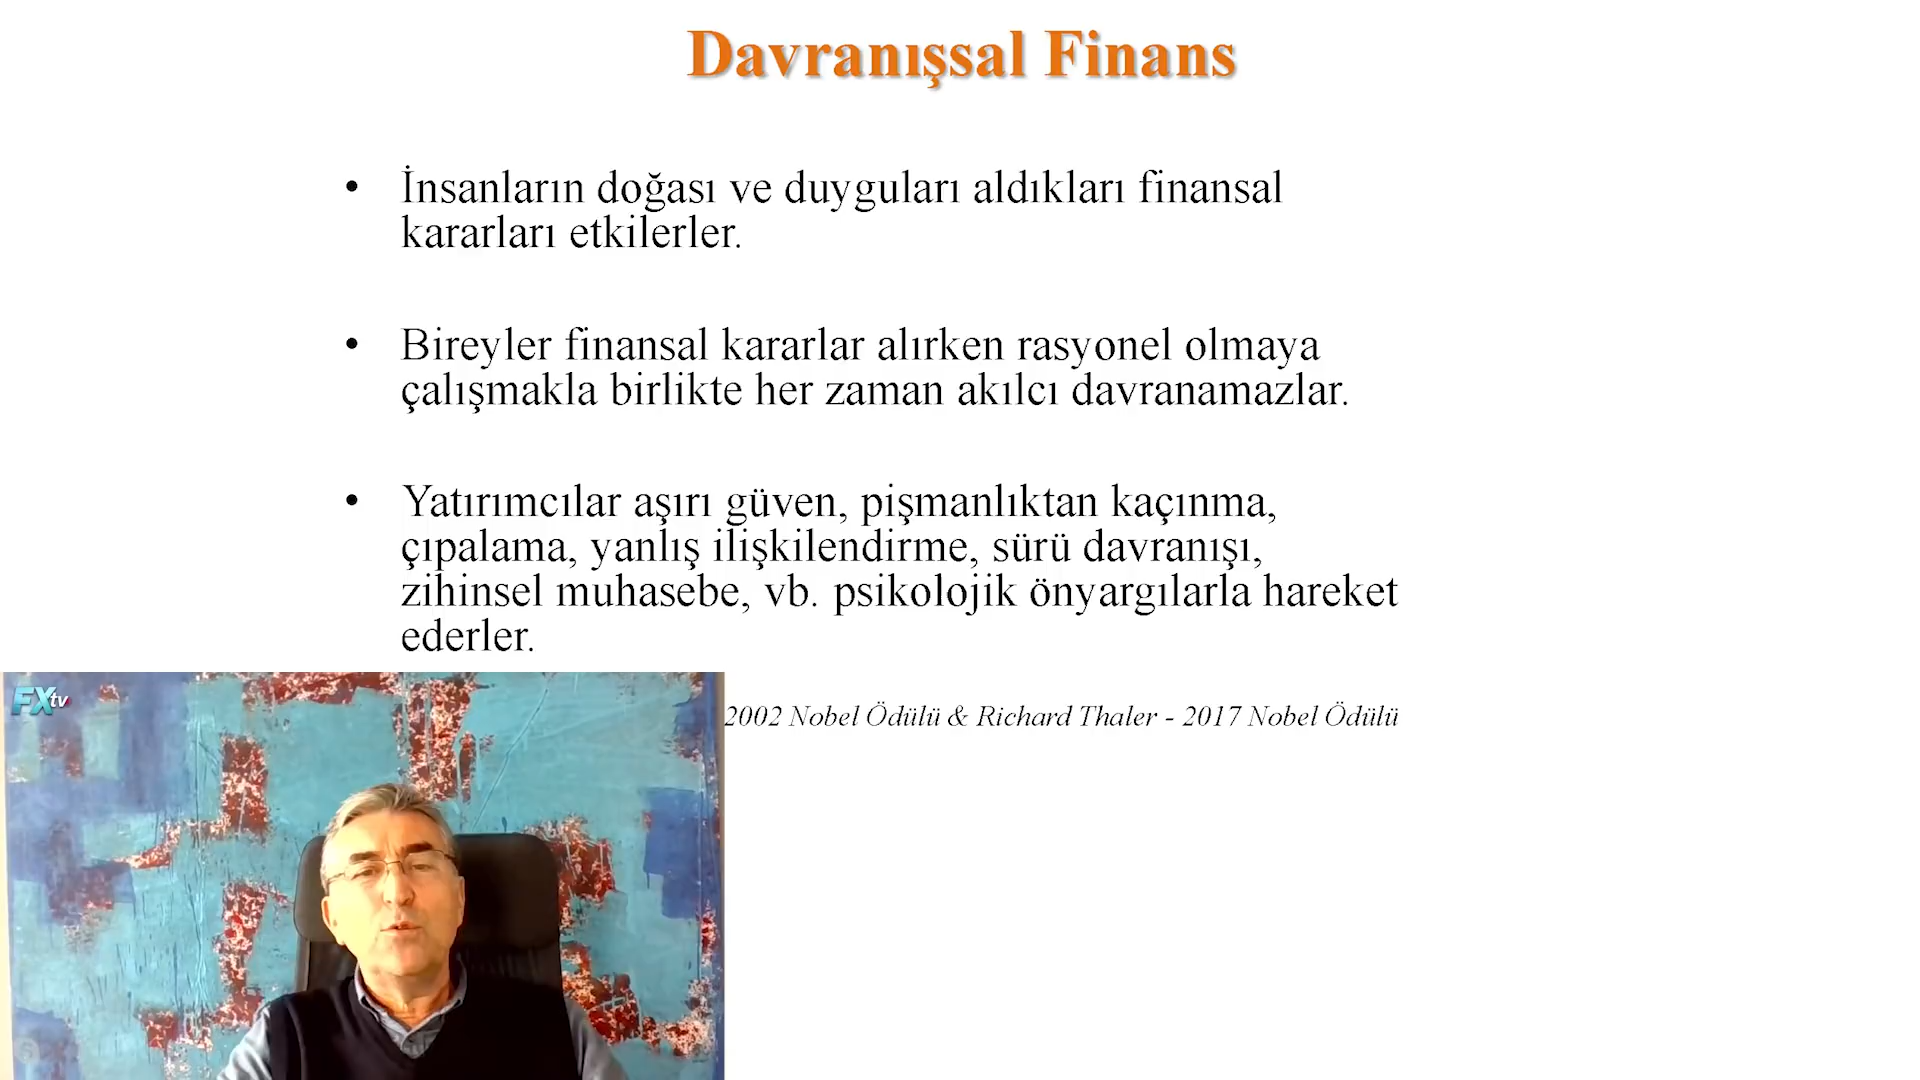 Davranışsal Finans
• İnsanların doğası ve duyguları aldıkları finansal
kararları etkilerler.
• Bireyler finansal kararlar alırken rasyonel olmaya
çalışmakla birlikte her zaman akılcı davranamazlar.
• Yatırımcılar aşırı güven, pişmanlıktan kaçınma,
çıpalama, yanlış ilişkilendirme, sürü davranışı,
zihinsel muhasebe, vb. psikolojik önyargılarla hareket
ederler.
FXtv
2002 Nobel Ödülü & Richard Thaler - 2017 Nobel Ödülü